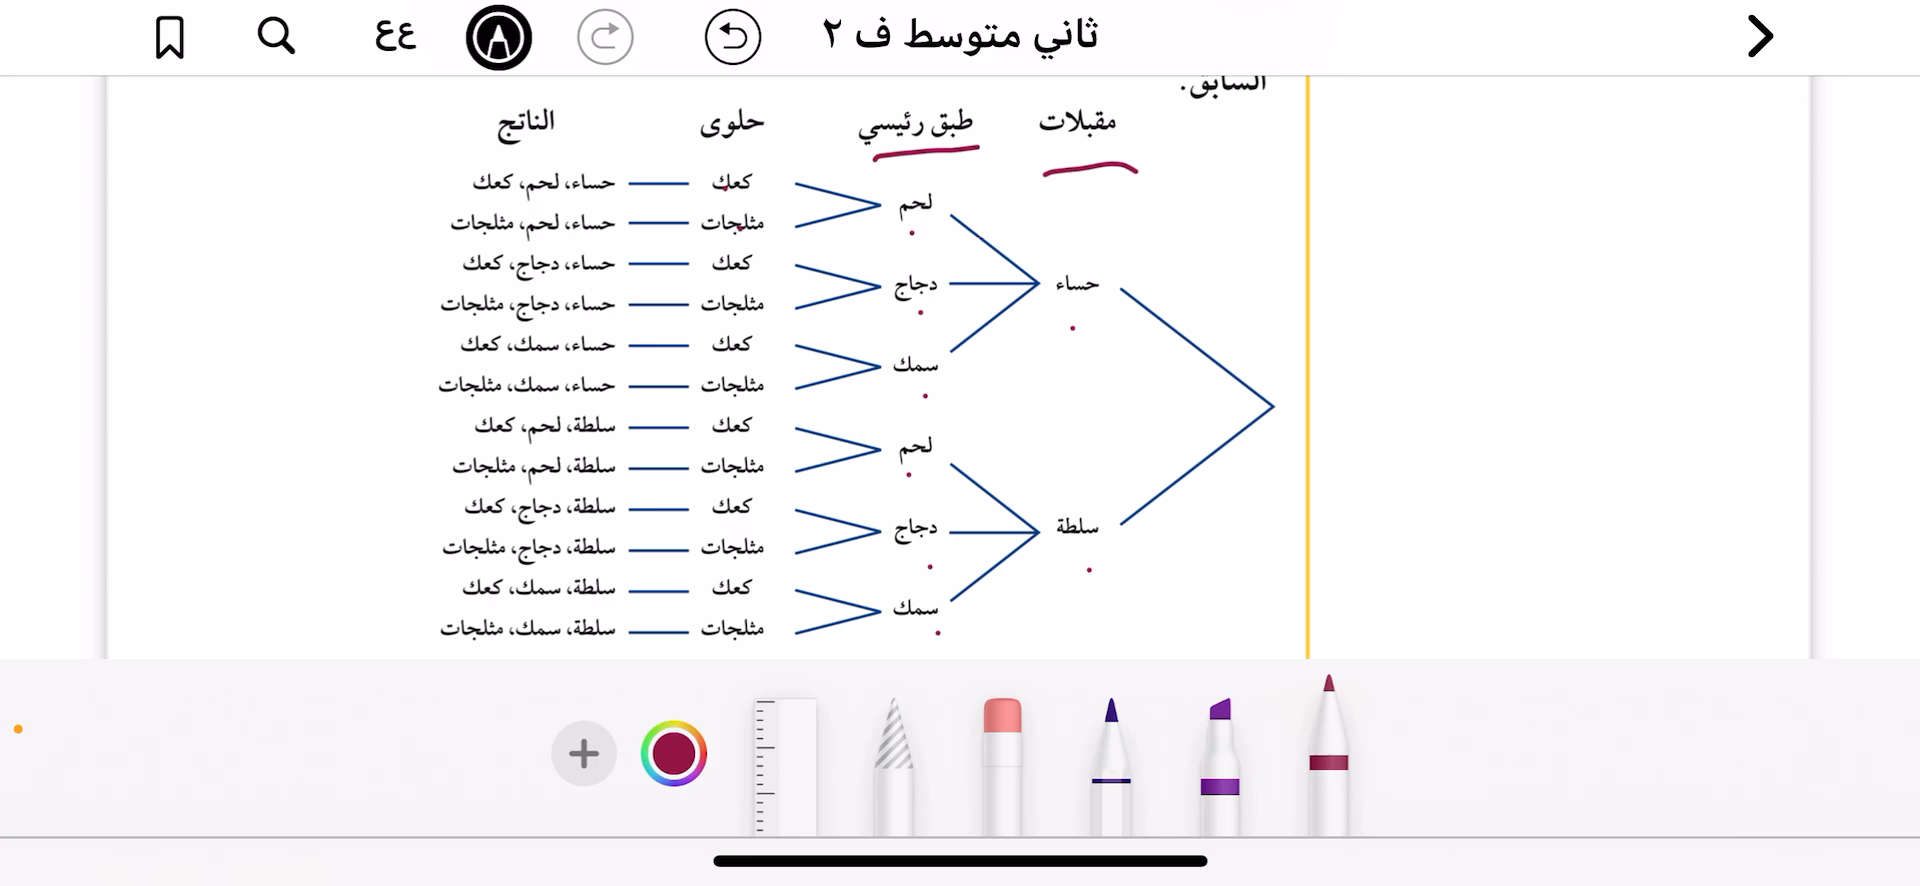 ثاني متوسط ف ٢
عع
السابق.
مقبلات طبق رئيسي حلوى الناتج
كعك حساء، لحم، كعك
لحم
مثلجات حساء، لحم، مثلجات
كعك حساء، دجاج، كعك
حساء دجاج
مثلجات حساء، دجاج، مثلجات
كعك حساء، سمك، كعك
سمك
مثلجات حساء، سمك، مثلجات
كعك سلطة، لحم، كعك
لحم
مثلجات سلطة، لحم، مثلجات
كعك سلطة، دجاج، كعك
سلطة دجاج
مثلجات سلطة، دجاج، مثلجات
كعك سلطة، سمك، كعك
سمك
مثلجات سلطة، سمك، مثلجات